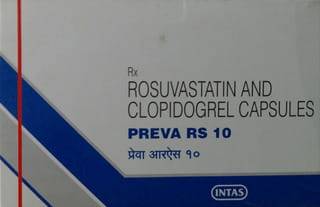 Rx
ROSUVASTATIN AND
CLOPIDOGREL CAPSULES
PREVA RS 10
प्रेवा आरऐस १०
INTAS